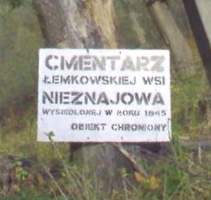 CMENTARZ
ŁEMKOWSKIEJ WSI
NIEZNAJOWA
WYSIEDLONEJ W ROKU 1945
OBIEKT CHRONIONY